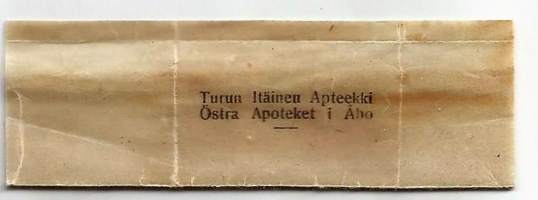 Turun Itäinen Apteekki
Östra Apoteket i Åbo